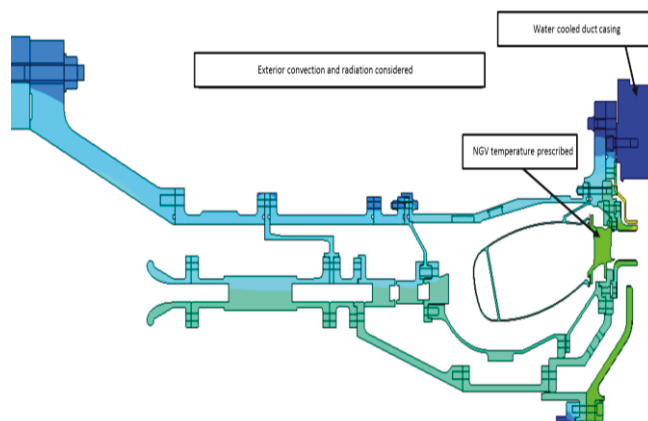 Water cooled duct casing
Exterior convection and radiation considered
NGV temperature prescribed